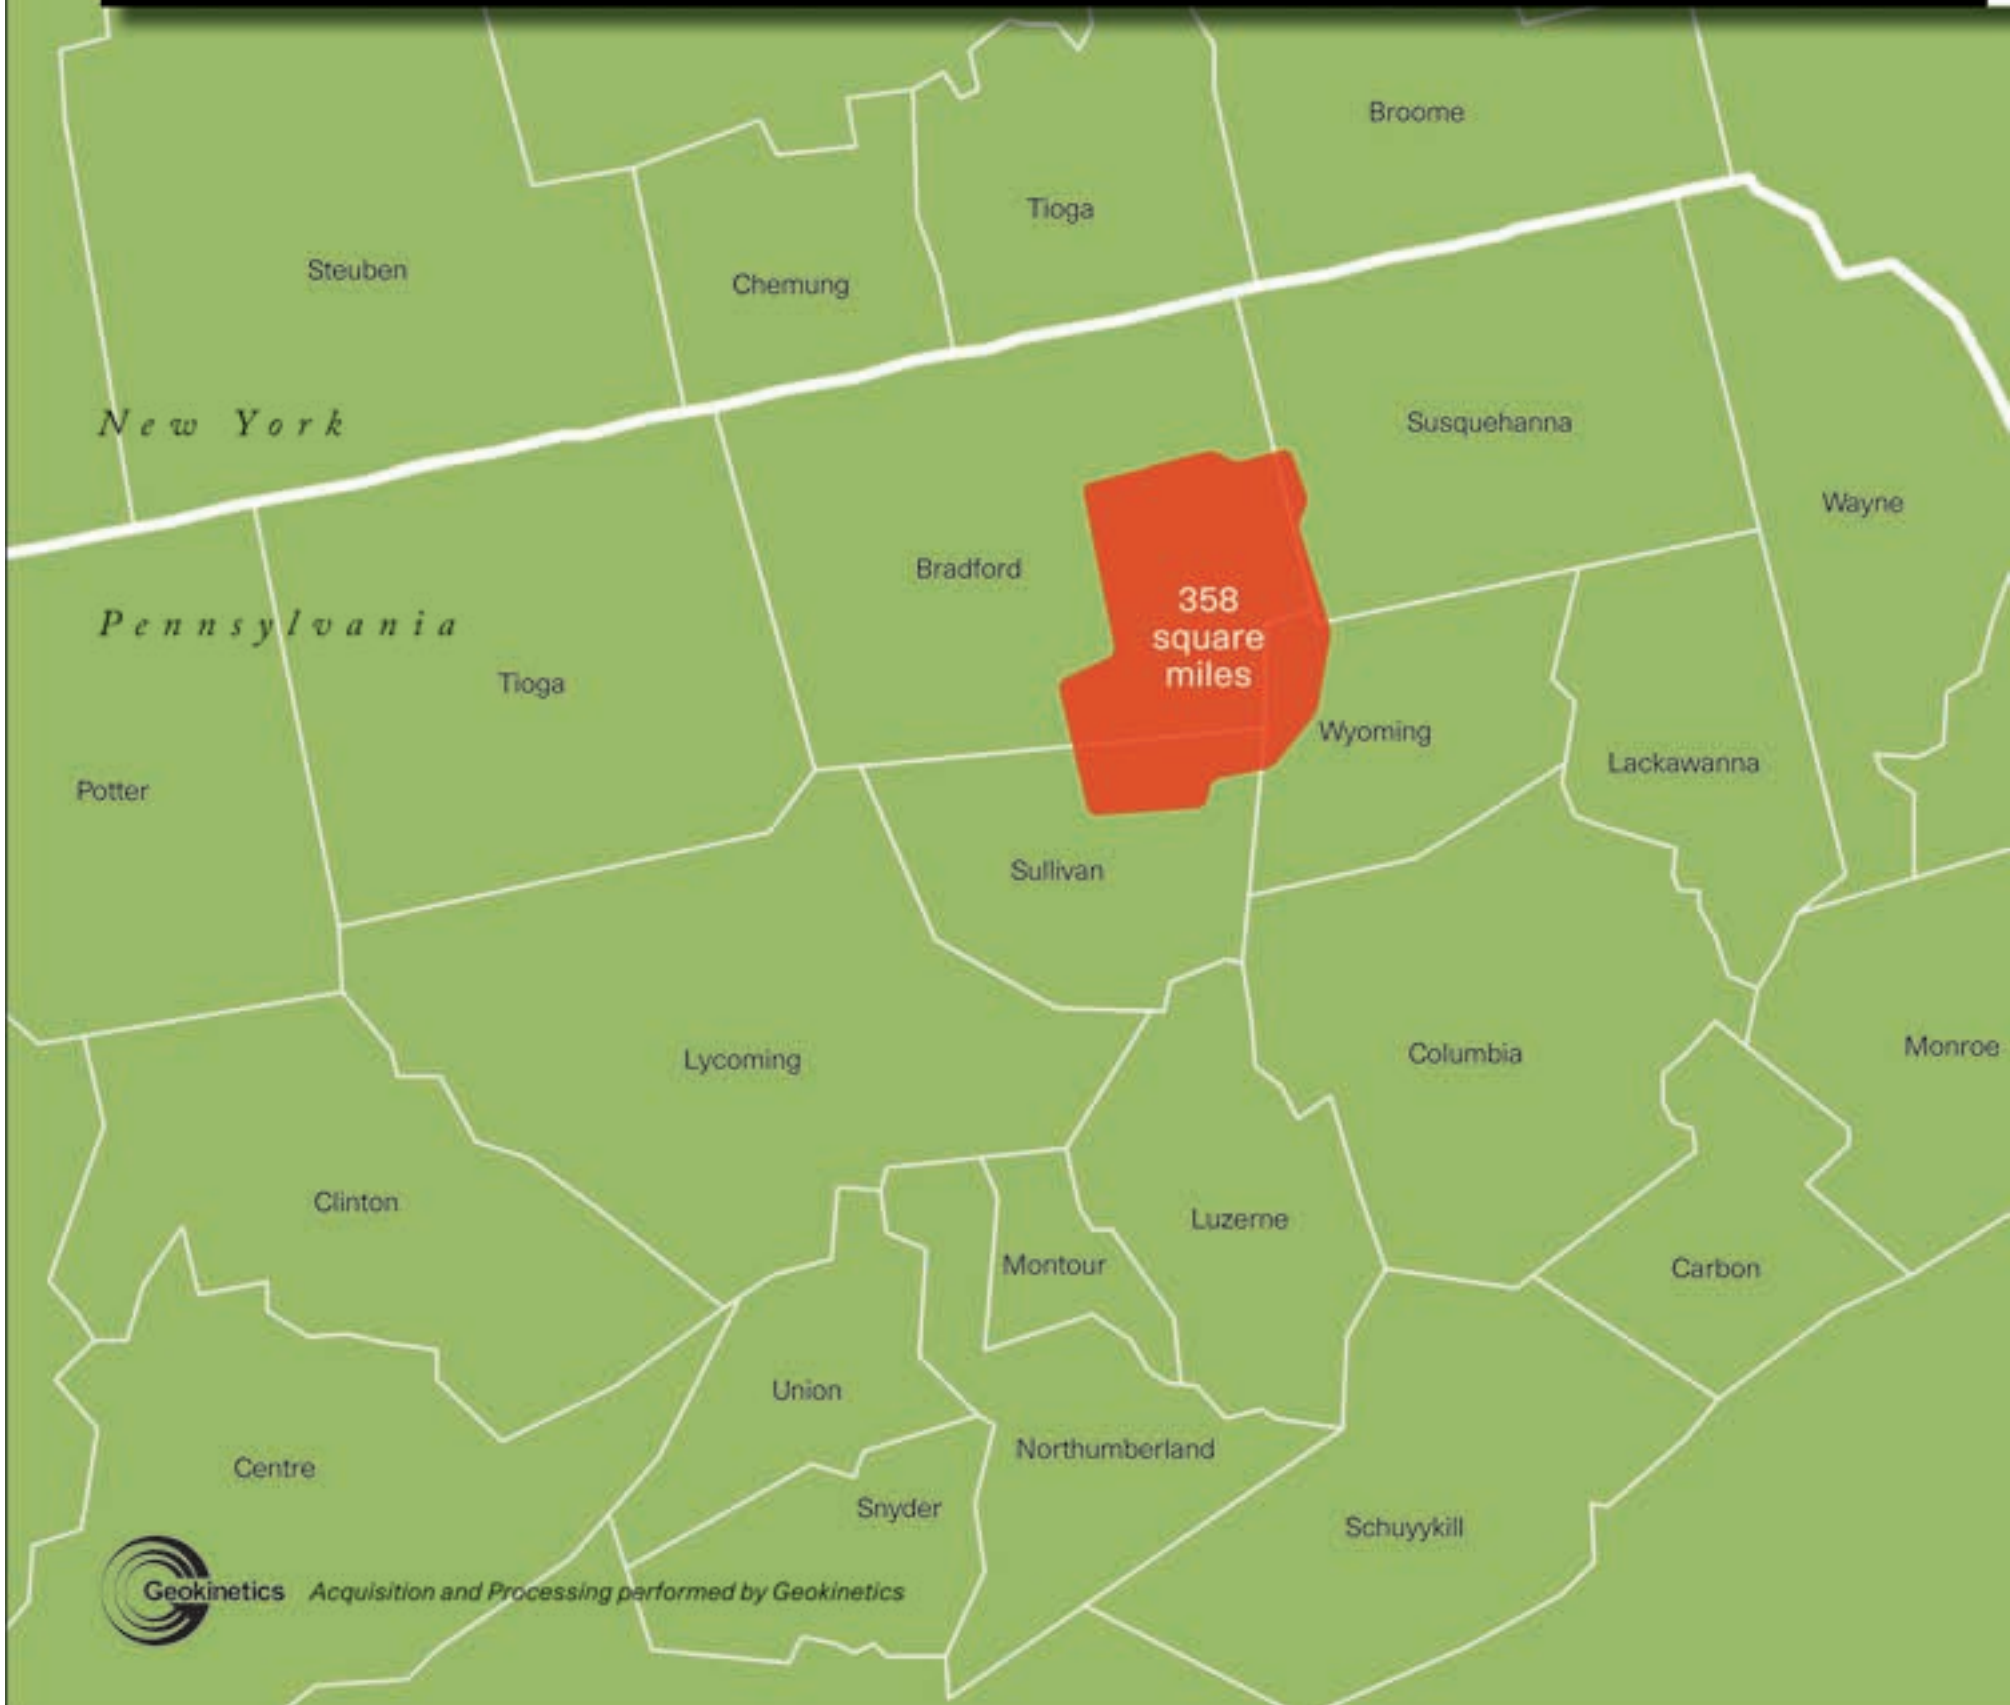 Broome
Tioga
Steuben
Chemung
New York
Susquehanna
Wayne
Bradford
358
square
miles
Pennsylvania
Tioga
Wyoming
Lackawanna
Potter
Sullivan
Lycoming
Columbia
Monroe
Clinton
Luzerne
Montour
Carbon
Union
Northumberland
Centre
Snyder
Schuyykill
Geokinetics Acquisition and Processing performed by Geokinetics